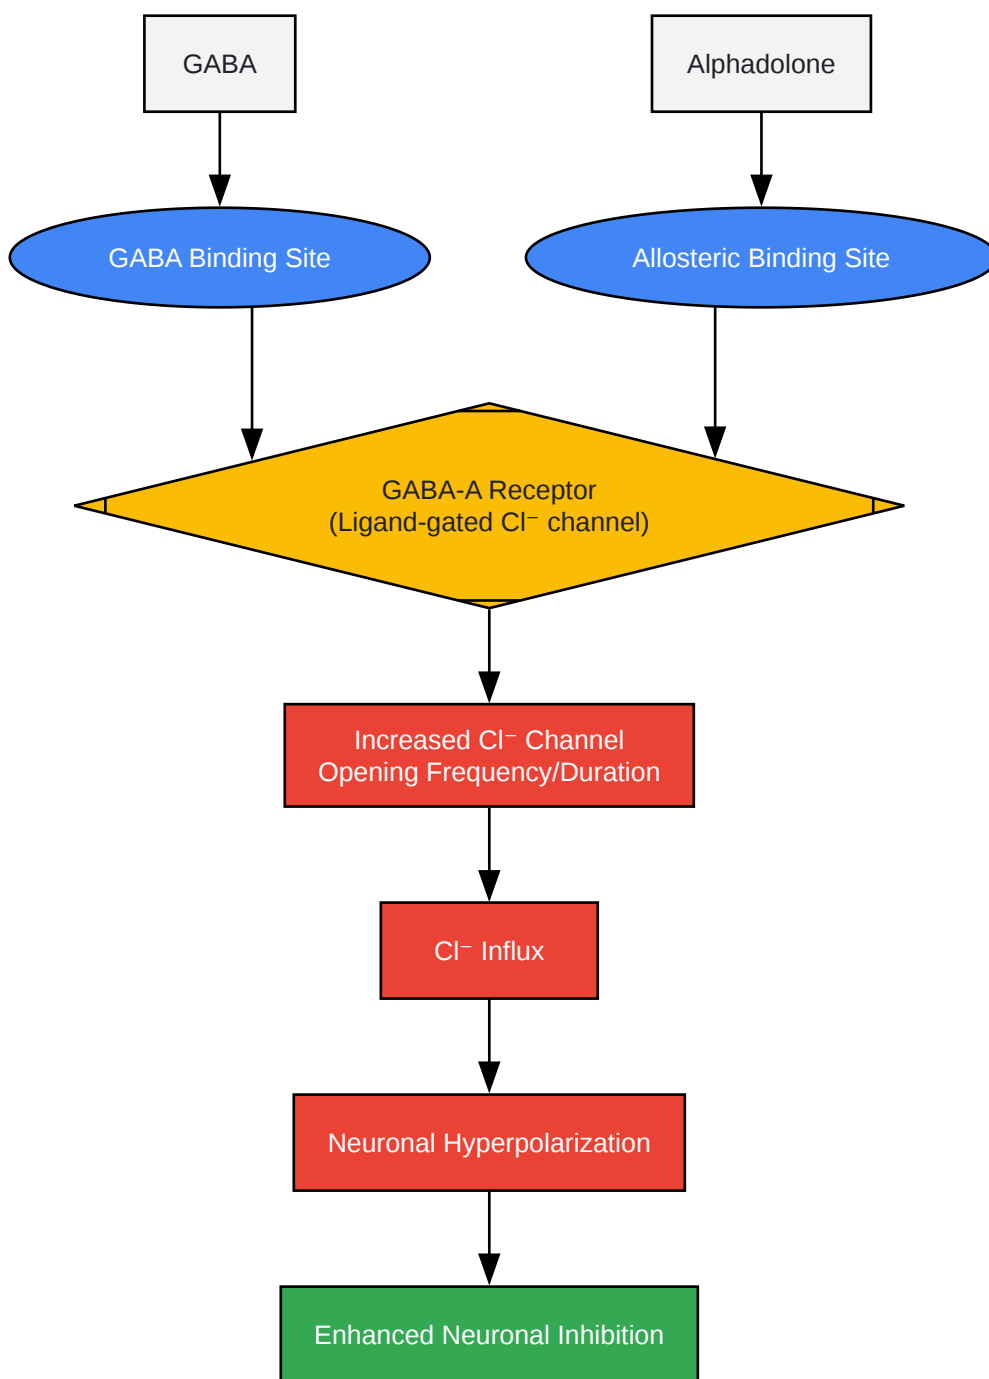 GABA
Alphadolone
GABA Binding Site
Allosteric Binding Site
GABA-A Receptor
(Ligand-gated Cl⁻ channel)
Increased Cl⁻ Channel
Opening Frequency/Duration
Cl⁻ Influx
Neuronal Hyperpolarization
Enhanced Neuronal Inhibition